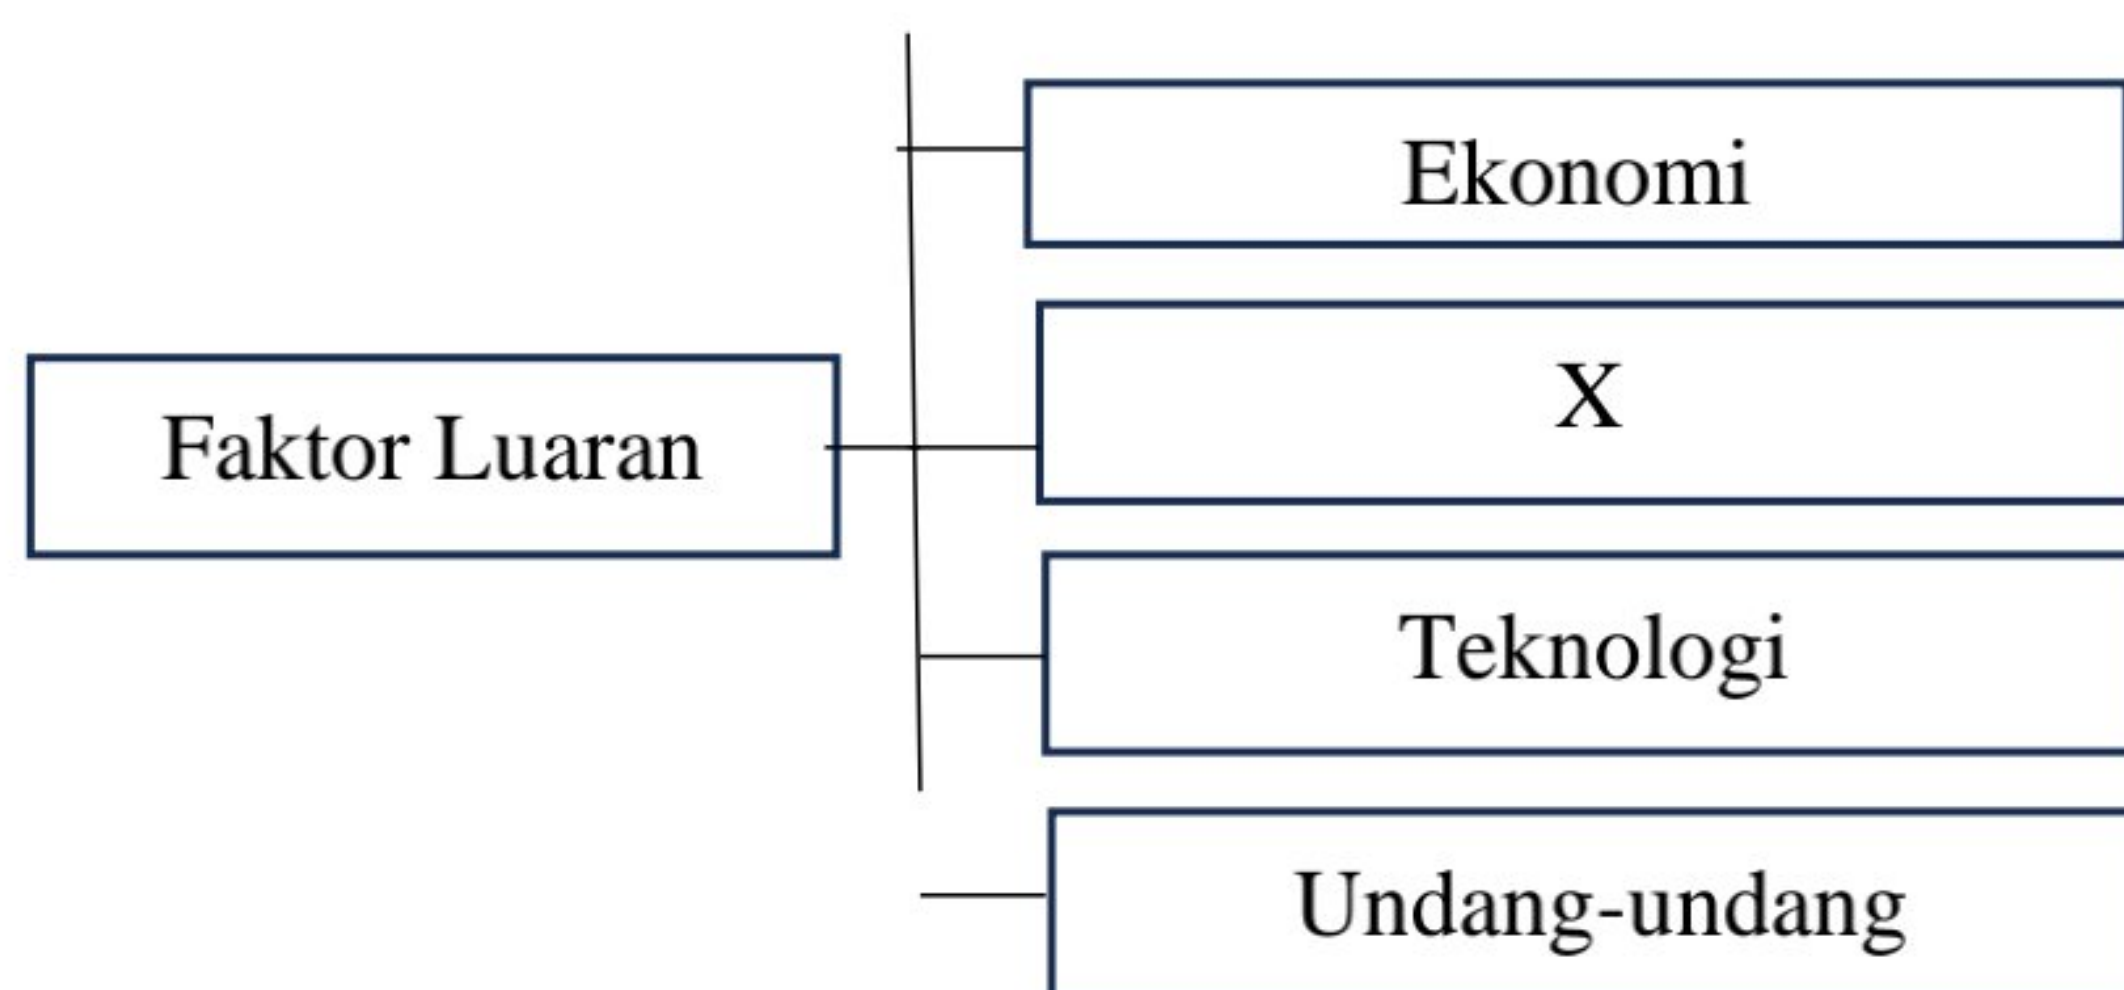 Ekonomi
X
Faktor Luaran
Teknologi
Undang-undang